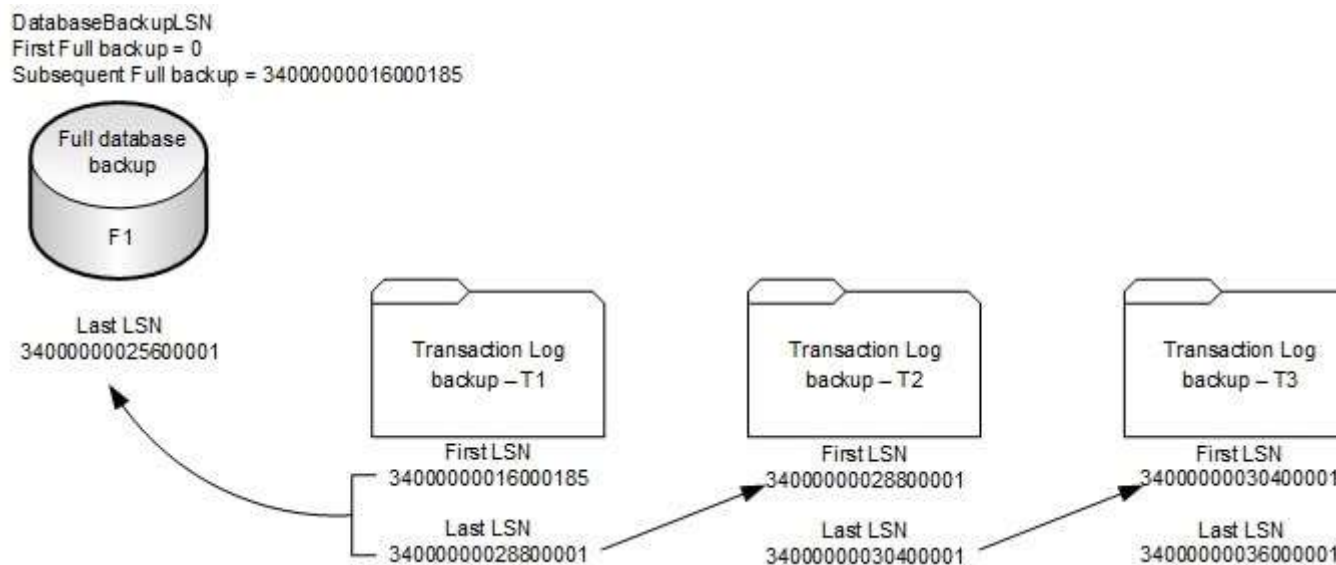 DatabaseBackupLSN
First Full backup = 0
Subsequent Full backup = 34000000016000185
Full database
backup
F1
Last LSN
34000000025600001
Transaction Log
backup – T1
First LSN
34000000016000185
Last LSN
34000000028800001
Transaction Log
backup – T2
First LSN
34000000028800001
Last LSN
34000000030400001
Transaction Log
backup – T3
First LSN
34000000030400001
Last LSN
34000000036000001